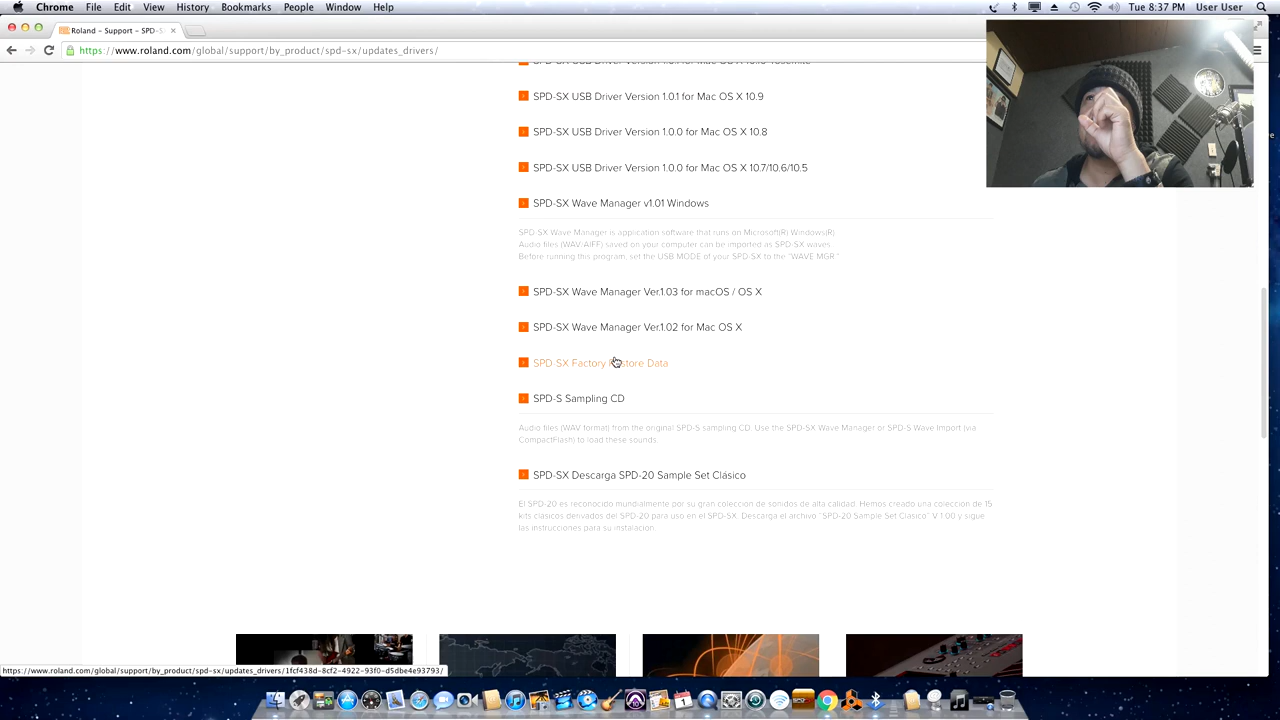 Chrome File Edit View History Bookmarks People Window Help Tue 8:37 PM User User
Roland - Support - SPD-S
https://www.roland.com/global/support/by_product/spd-sx/updates_drivers/
SPD-SX USB Driver Version 1.0.1 for Mac OS X 10.9
SPD-SX USB Driver Version 1.0.0 for Mac OS X 10.8
SPD-SX USB Driver Version 1.0.0 for Mac OS X 10.7/10.6/10.5
SPD-SX Wave Manager v1.01 Windows
SPD-SX Wave Manager is application software that runs on Microsoft(R) Windows(R)
Audio files (WAV/AIFF) saved on your computer can be imported as SPD-SX waves
Before running this program, set the USB MODE of your SPD-SX to the "WAVE MGR."
SPD-SX Wave Manager Ver.1.03 for macOS / OS X
SPD-SX Wave Manager Ver.1.02 for Mac OS X
SPD-SX Factory Restore Data
SPD-S Sampling CD
Audio files (WAV format) from the original SPD-S sampling CD. Use the SPD-SX Wave Manager or SPD-S Wave Import (via
CompactFlash) to load these sounds.
SPD-SX Descarga SPD-20 Sample Set Clásico
El SPD-20 es reconocido mundialmente por su gran coleccion de sonidos de alta calidad. Hemos creado una coleccion de 15
kits clasicos derivados del SPD-20 para uso en el SPD-SX. Descarga el archivo "SPD-20 Sample Set Clasico" V 1.00 y sigue
las instrucciones para su instalacion.
https://www.roland.com/global/support/by_product/spd-sx/updates_drivers/1fcf438d-8cf2-4922-93f0-d5dbe4e93793/